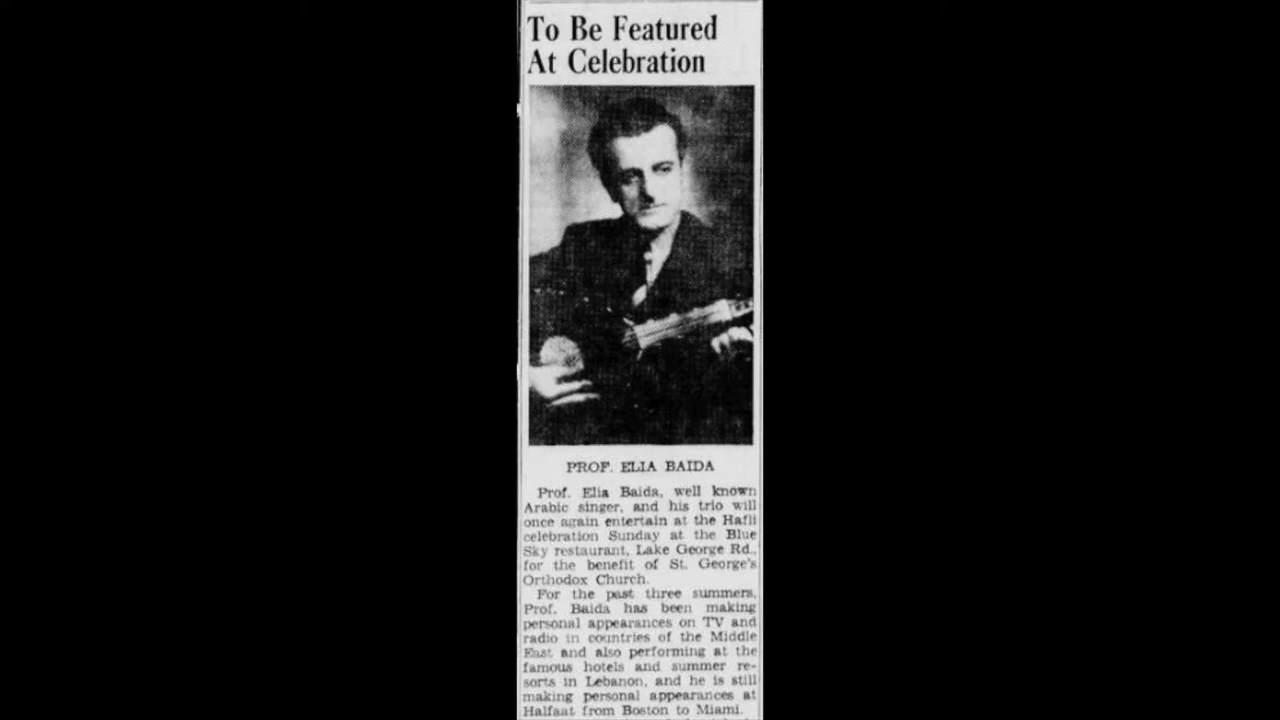 To Be Featured
At Celebration
PROF. ELIA BAIDA
Prof. Elia Baida, well known
Arabic singer, and his trio will
once again entertain at the Hafli
celebration Sunday at the Blue
Sky restaurant, Lake George Rd.,
for the benefit of St. George's
Orthodox Church.
For the past three summers,
Prof. Baida has been making
personal appearances on TV and
radio in countries of the Middle
East and also performing at the
famous hotels and summer re-
sorts in Lebanon, and he is still
making personal appearances at
Halfaat from Boston to Miami.